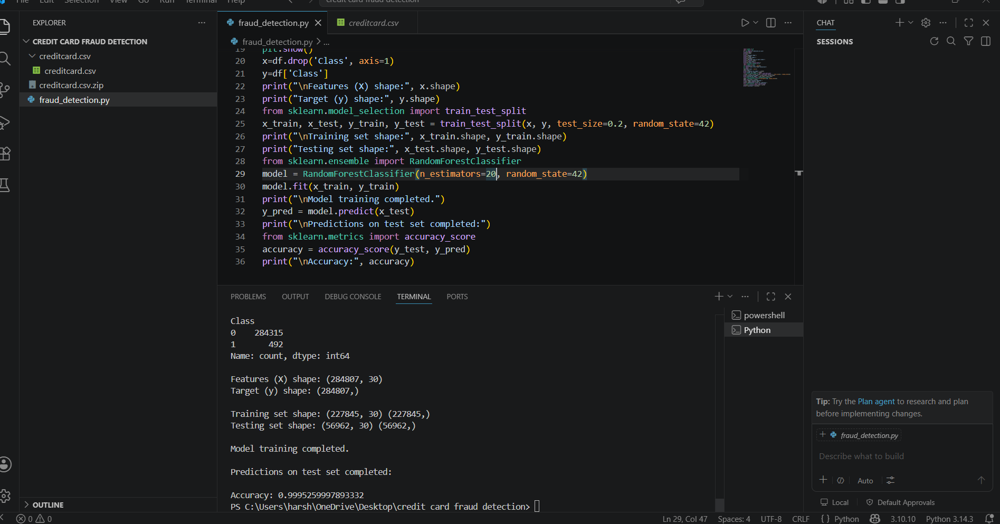 File Edit Selection View Go Run Terminal Help
credit card fraud detection
EXPLORER
CREDIT CARD FRAUD DETECTION
creditcard.csv
creditcard.csv
creditcard.csv.zip
fraud_detection.py
OUTLINE
fraud_detection.py
creditcard.csv
fraud_detection.py > ...
19 plt.show()
20 x=df.drop('Class', axis=1)
21 y=df['Class']
22 print("\nFeatures (X) shape:", x.shape)
23 print("Target (y) shape:", y.shape)
24 from sklearn.model_selection import train_test_split
25 x_train, x_test, y_train, y_test = train_test_split(x, y, test_size=0.2, random_state=42)
26 print("\nTraining set shape:", x_train.shape, y_train.shape)
27 print("Testing set shape:", x_test.shape, y_test.shape)
28 from sklearn.ensemble import RandomForestClassifier
29 model = RandomForestClassifier(n_estimators=20, random_state=42)
30 model.fit(x_train, y_train)
31 print("\nModel training completed.")
32 y_pred = model.predict(x_test)
33 print("\nPredictions on test set completed:")
34 from sklearn.metrics import accuracy_score
35 accuracy = accuracy_score(y_test, y_pred)
36 print("\nAccuracy:", accuracy)
PROBLEMS OUTPUT DEBUG CONSOLE TERMINAL PORTS
Class
0 284315
1 492
Name: count, dtype: int64
Features (X) shape: (284807, 30)
Target (y) shape: (284807,)
Training set shape: (227845, 30) (227845,)
Testing set shape: (56962, 30) (56962,)
Model training completed.
Predictions on test set completed:
Accuracy: 0.9995259997893332
PS C:\Users\harsh\OneDrive\Desktop\credit card fraud detection>
powershell
Python
CHAT
SESSIONS
Tip: Try the Plan agent to research and plan
before implementing changes.
fraud_detection.py
Describe what to build
Auto
Local Default Approvals
0 0
Ln 29, Col 47 Spaces: 4 UTF-8 CRLF {} Python 3.10.10 Python 3.14.3